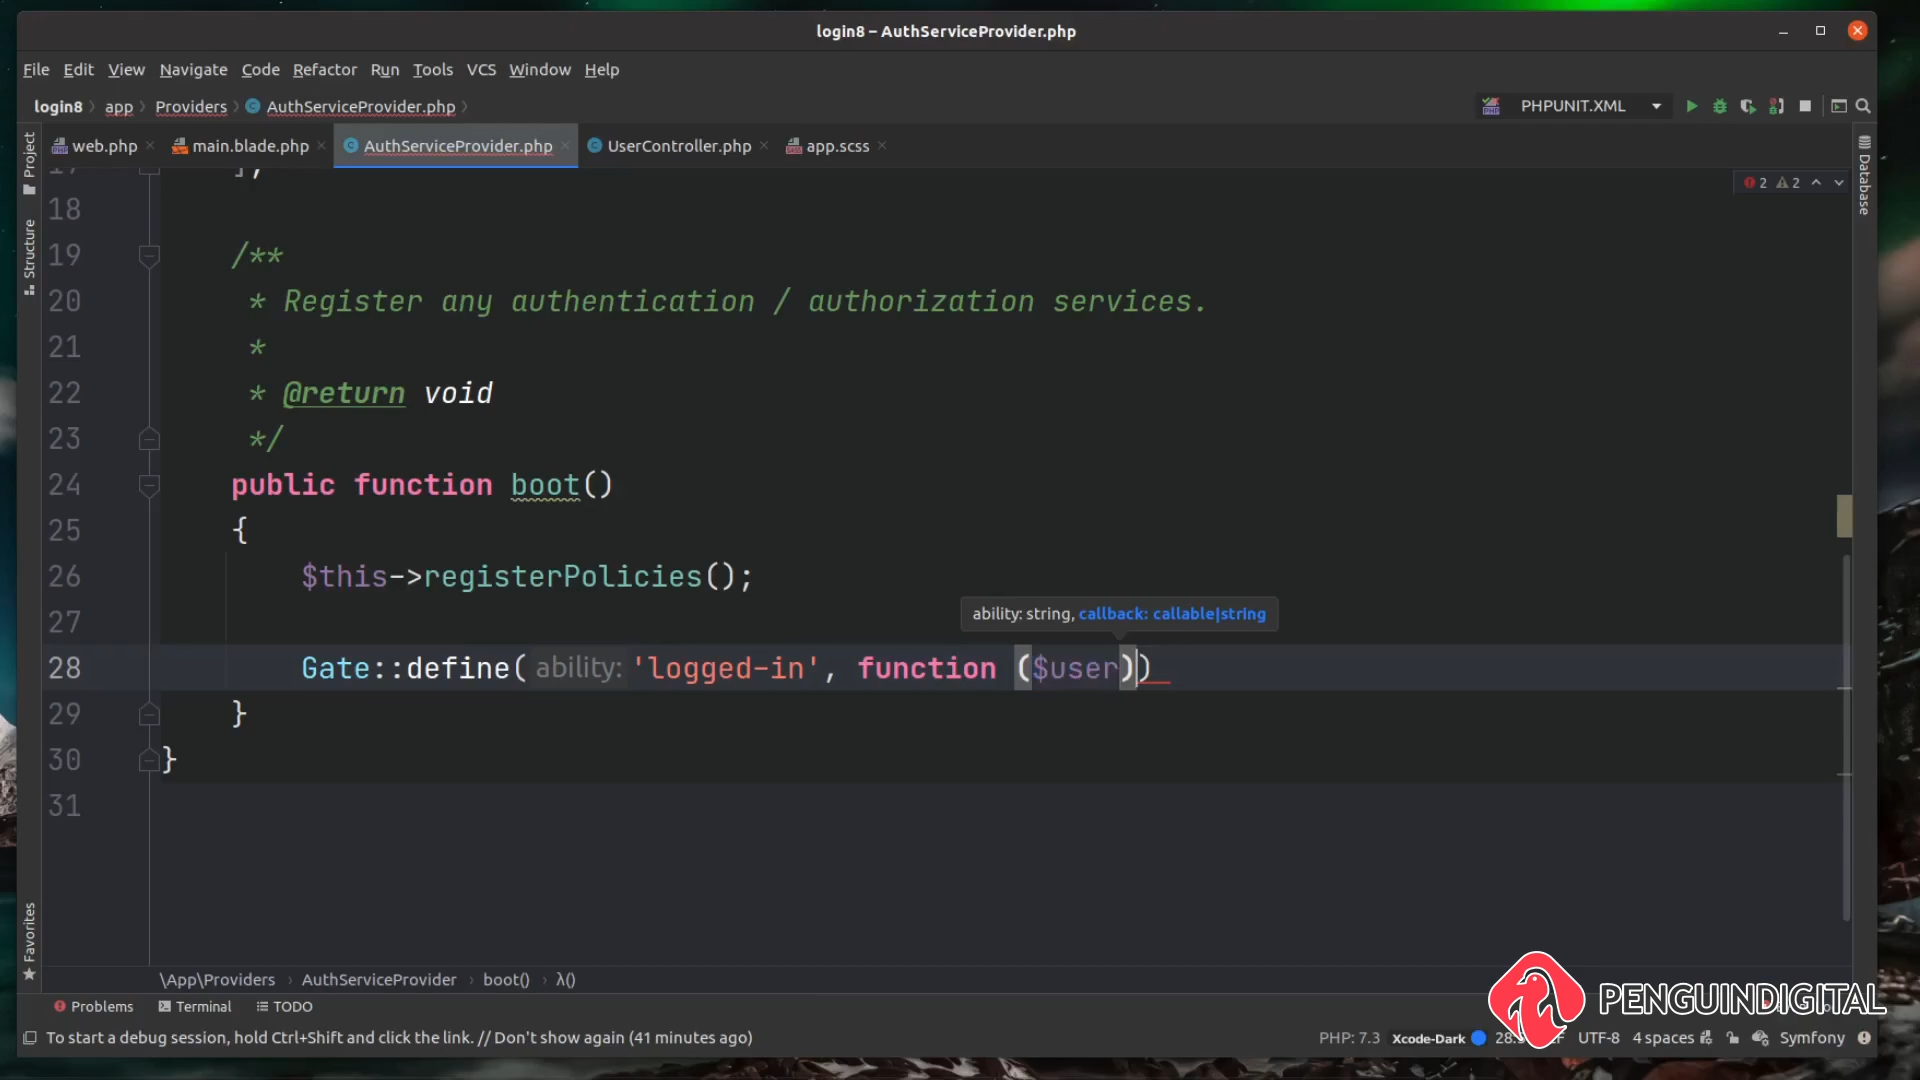 login8 – AuthServiceProvider.php
File Edit View Navigate Code Refactor Run Tools VCS Window Help
login8 app Providers AuthServiceProvider.php PHPUNIT.XML
web.php main.blade.php AuthServiceProvider.php UserController.php app.scss
Project
Structure
Favorites
Database
2 2
17 ],
18
19 /**
20 * Register any authentication / authorization services.
21 *
22 * @return void
23 */
24 public function boot()
25 {
26 $this->registerPolicies();
27
ability: string, callback: callable|string
28 Gate::define( ability: 'logged-in', function ($user))
29 }
30 }
31
\App\Providers › AuthServiceProvider › boot() › λ()
Problems Terminal TODO
PENGUINDIGITAL
To start a debug session, hold Ctrl+Shift and click the link. // Don't show again (41 minutes ago)
PHP: 7.3 Xcode-Dark UTF-8 4 spaces Symfony